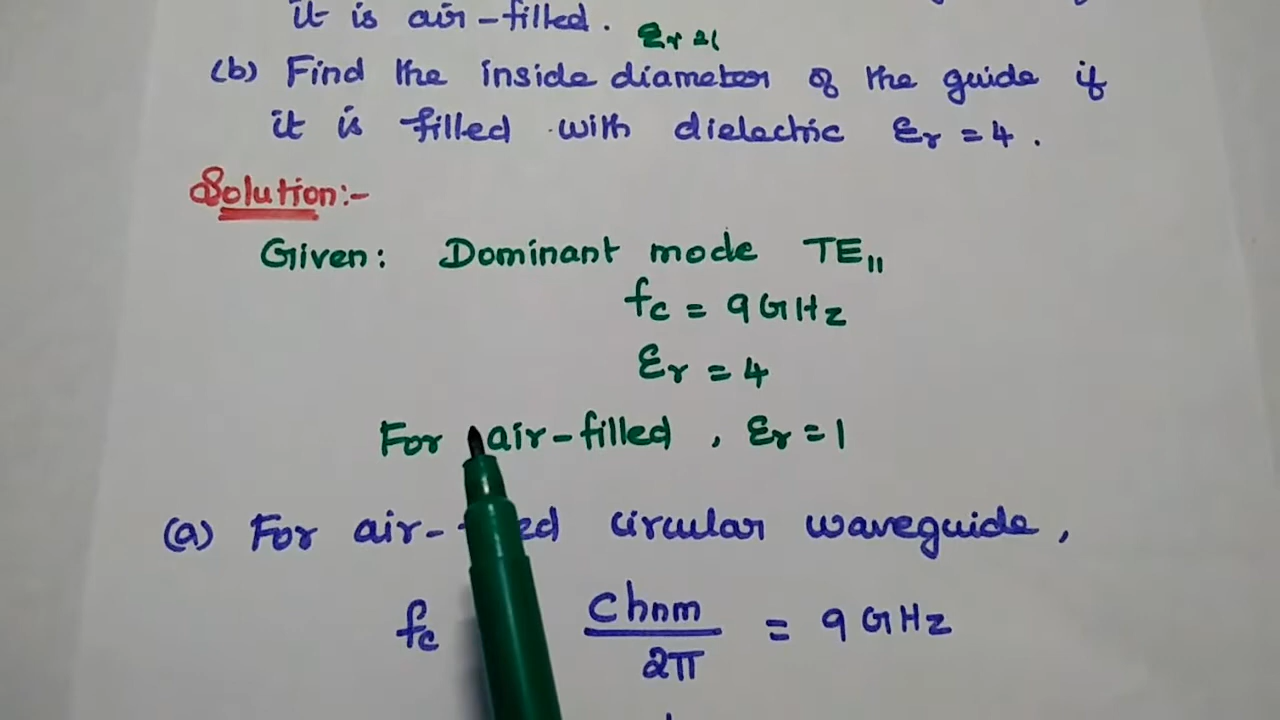 it is air-filled. εr=1
(b) Find the inside diameter of the guide if
it is filled with dielectric εr = 4.
Solution:-
Given: Dominant mode TE11
fc = 9GHz
εr = 4
For air-filled, εr = 1
(a) For air- circular waveguide,
fc chnm/2π = 9 GHz